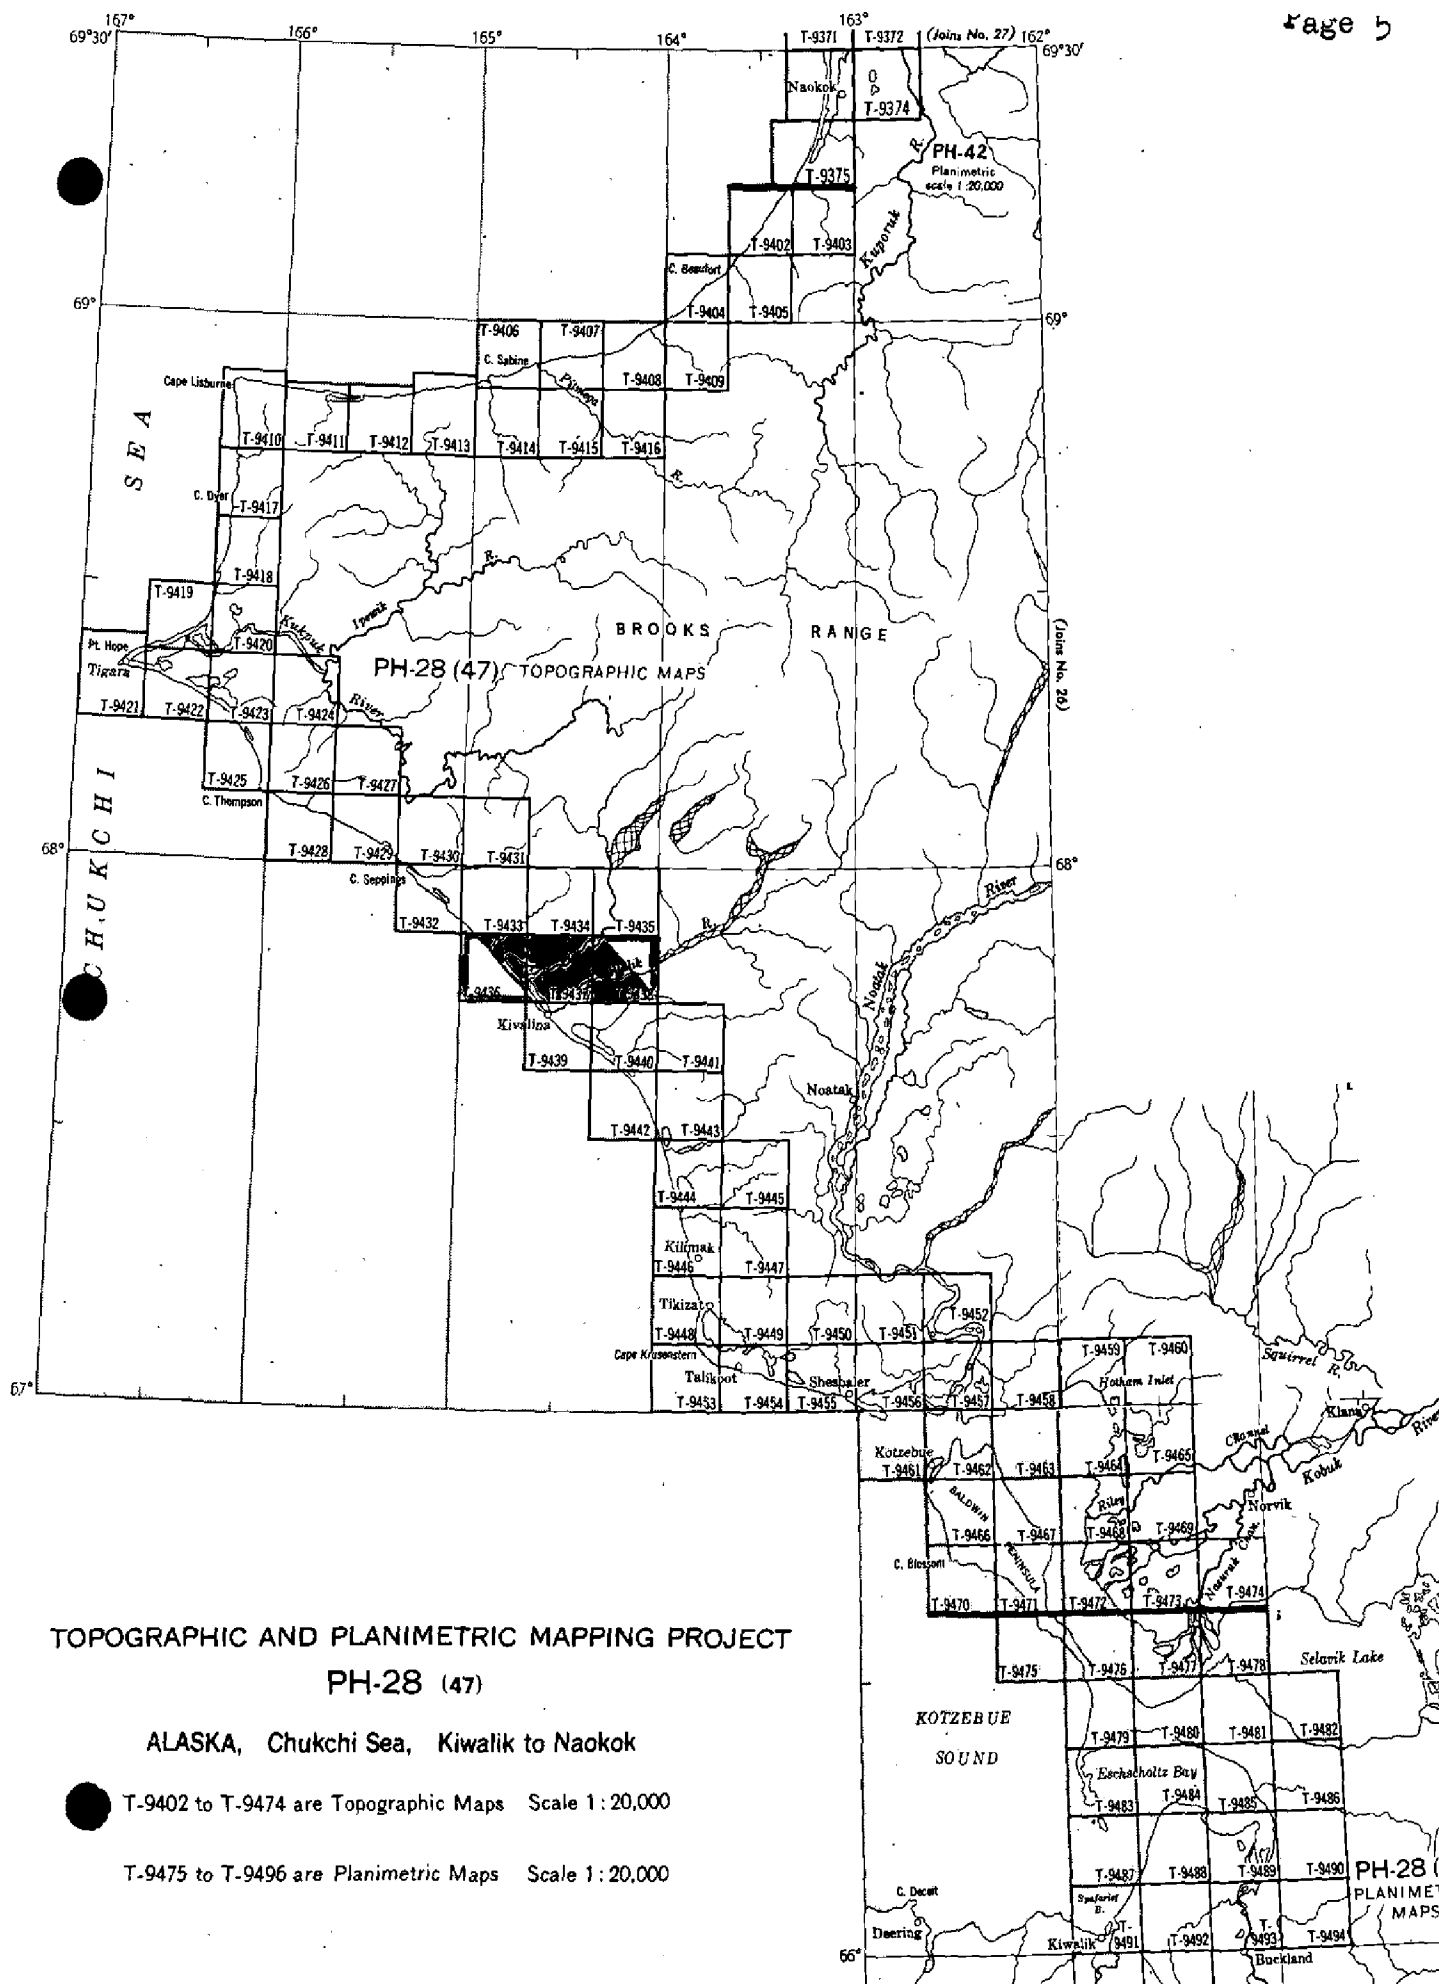 Page 5
167°
166°
165°
164°
163°
(Joins No. 27) 162°
69°30'
69°30'
T-9371
T-9372
Naokok
T-9374
R.
PH-42
Planimetric
scale 1:20,000
T-9375
T-9402
T-9403
Kuporuk
C. Beaufort
T-9404
T-9405
69°
69°
T-9406
T-9407
C. Sabine
T-9408
T-9409
Pitmega
Cape Lisburne
T-9410
T-9411
T-9412
T-9413
T-9414
T-9415
T-9416
R.
CHUKCHI SEA
C. Dyer
T-9417
T-9418
T-9419
R.
Ipewik
Kukpuk
T-9420
BROOKS RANGE
(Joins No. 26)
Pt. Hope
Tigara
PH-28 (47) TOPOGRAPHIC MAPS
River
T-9421
T-9422
T-9423
T-9424
T-9425
T-9426
T-9427
C. Thompson
68°
T-9428
T-9429
T-9430
T-9431
68°
C. Seppings
River
T-9432
T-9433
T-9434
T-9435
R.
T-9436
T-9437
T-9438
Noatak
Kivalina
T-9439
T-9440
T-9441
Noatak
T-9442
T-9443
T-9444
T-9445
Kilimak
T-9446
T-9447
Tikizat
T-9448
T-9449
T-9450
T-9451
T-9452
Cape Krusenstern
Talikoot
Sheshaler
T-9453
T-9454
T-9455
T-9456
T-9457
T-9458
T-9459
T-9460
Hotham Inlet
Squirrel R.
67°
Kiana
River
Kotzebue
T-9461
T-9462
T-9463
T-9464
T-9465
Channel
Kobuk
BALDWIN
PENINSULA
Riley
Norvik
T-9466
T-9467
T-9468
T-9469
C. Blossom
Nasuruk Chan.
T-9470
T-9471
T-9472
T-9473
T-9474
T-9475
T-9476
T-9477
T-9478
Selavik Lake
KOTZEBUE
SOUND
T-9479
T-9480
T-9481
T-9482
Eschscholtz Bay
T-9483
T-9484
T-9485
T-9486
T-9487
T-9488
T-9489
T-9490
PH-28 (
PLANIMET
MAPS
C. Deceit
Deering
Spafarief
B.
Kiwalik
T-9491
T-9492
T-9493
T-9494
66°
Buckland
TOPOGRAPHIC AND PLANIMETRIC MAPPING PROJECT
PH-28 (47)
ALASKA, Chukchi Sea, Kiwalik to Naokok
T-9402 to T-9474 are Topographic Maps Scale 1:20,000
T-9475 to T-9496 are Planimetric Maps Scale 1:20,000